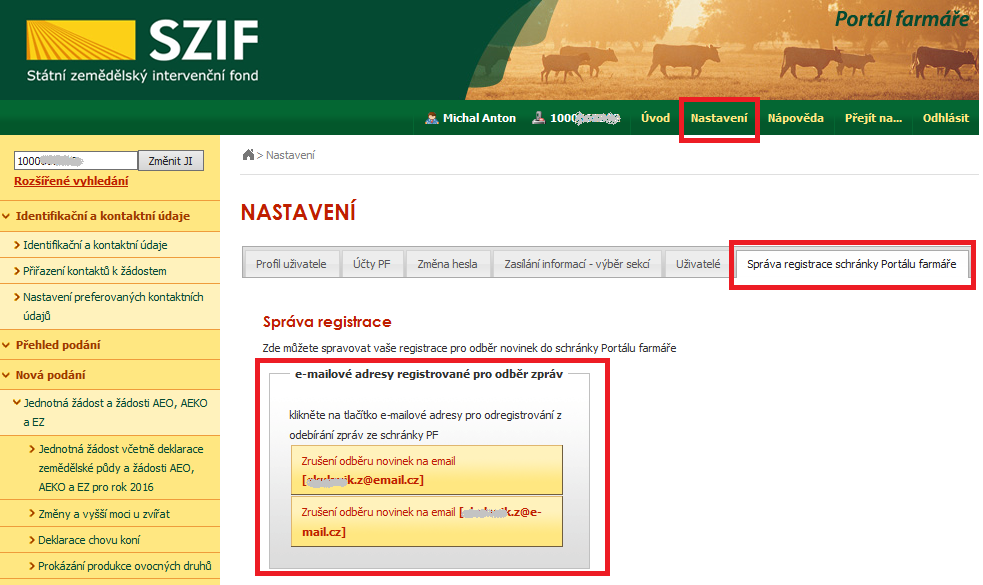 Portál farmáře
SZIF
Státní zemědělský intervenční fond
Michal Anton
Úvod
Nastavení
Nápověda
Přejít na...
Odhlásit
Změnit JI
Rozšířené vyhledání
> Nastavení
Identifikační a kontaktní údaje
Identifikační a kontaktní údaje
Přiřazení kontaktů k žádostem
Nastavení preferovaných kontaktních
údajů
Přehled podání
Nová podání
Jednotná žádost a žádosti AEO, AEKO
a EZ
Jednotná žádost včetně deklarace
zemědělské půdy a žádosti AEO,
AEKO a EZ pro rok 2016
Změny a vyšší moci u zvířat
Deklarace chovu koní
Prokázání produkce ovocných druhů
NASTAVENÍ
Profil uživatele
Účty PF
Změna hesla
Zasílání informací - výběr sekcí
Uživatelé
Správa registrace schránky Portálu farmáře
Správa registrace
Zde můžete spravovat vaše registrace pro odběr novinek do schránky Portálu farmáře
e-mailové adresy registrované pro odběr zpráv
klikněte na tlačítko e-mailové adresy pro odregistrování z
odebírání zpráv ze schránky PF
Zrušení odběru novinek na email
k.z@email.cz]
Zrušení odběru novinek na email [ k.z@e-
mail.cz]